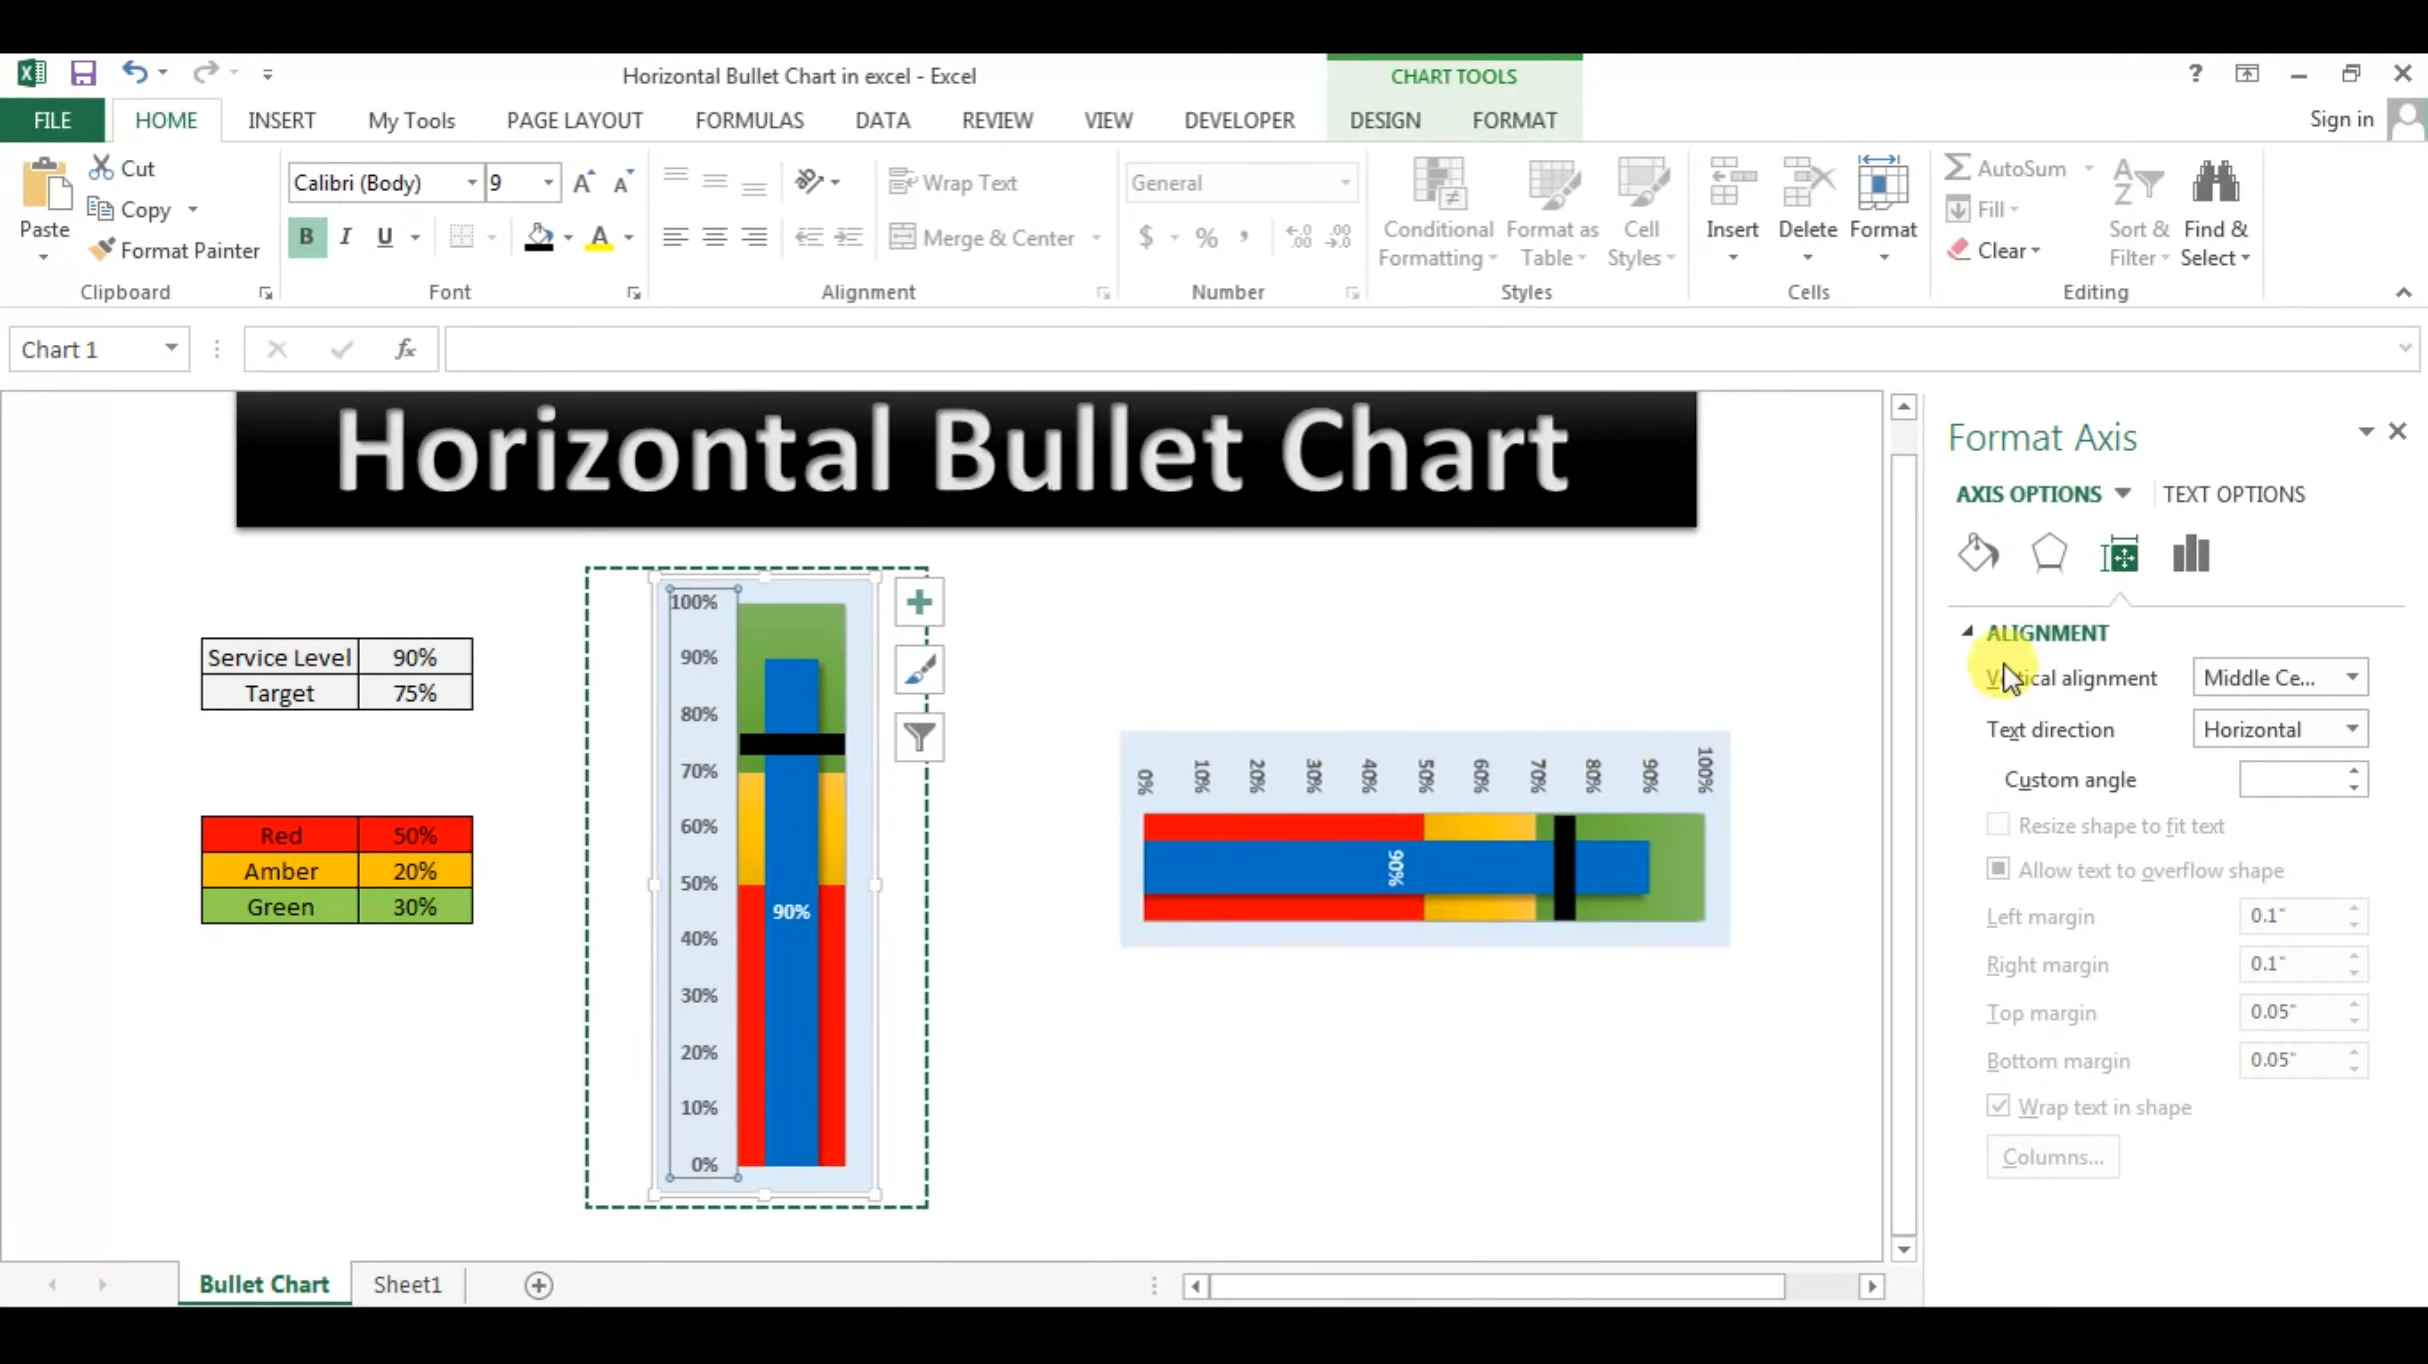 Horizontal Bullet Chart in excel - Excel
CHART TOOLS
?
FILE HOME INSERT My Tools PAGE LAYOUT FORMULAS DATA REVIEW VIEW DEVELOPER DESIGN FORMAT Sign in
Paste
Cut
Copy
Format Painter
Clipboard
Calibri (Body) 9
B I U
Font
Wrap Text
Merge & Center
Alignment
General
$ % ,
Number
Conditional Formatting
Format as Table
Cell Styles
Styles
Insert
Delete
Format
Cells
AutoSum
Fill
Clear
Sort & Filter
Find & Select
Editing
Chart 1
fx
Horizontal Bullet Chart
Service Level 90%
Target 75%
Red 50%
Amber 20%
Green 30%
100%
90%
80%
70%
60%
50%
40%
30%
20%
10%
0%
90%
0% 10% 20% 30% 40% 50% 60% 70% 80% 90% 100%
90%
Format Axis
AXIS OPTIONS TEXT OPTIONS
ALIGNMENT
Vertical alignment Middle Ce...
Text direction Horizontal
Custom angle
Resize shape to fit text
Allow text to overflow shape
Left margin 0.1"
Right margin 0.1"
Top margin 0.05"
Bottom margin 0.05"
Wrap text in shape
Columns...
Bullet Chart Sheet1